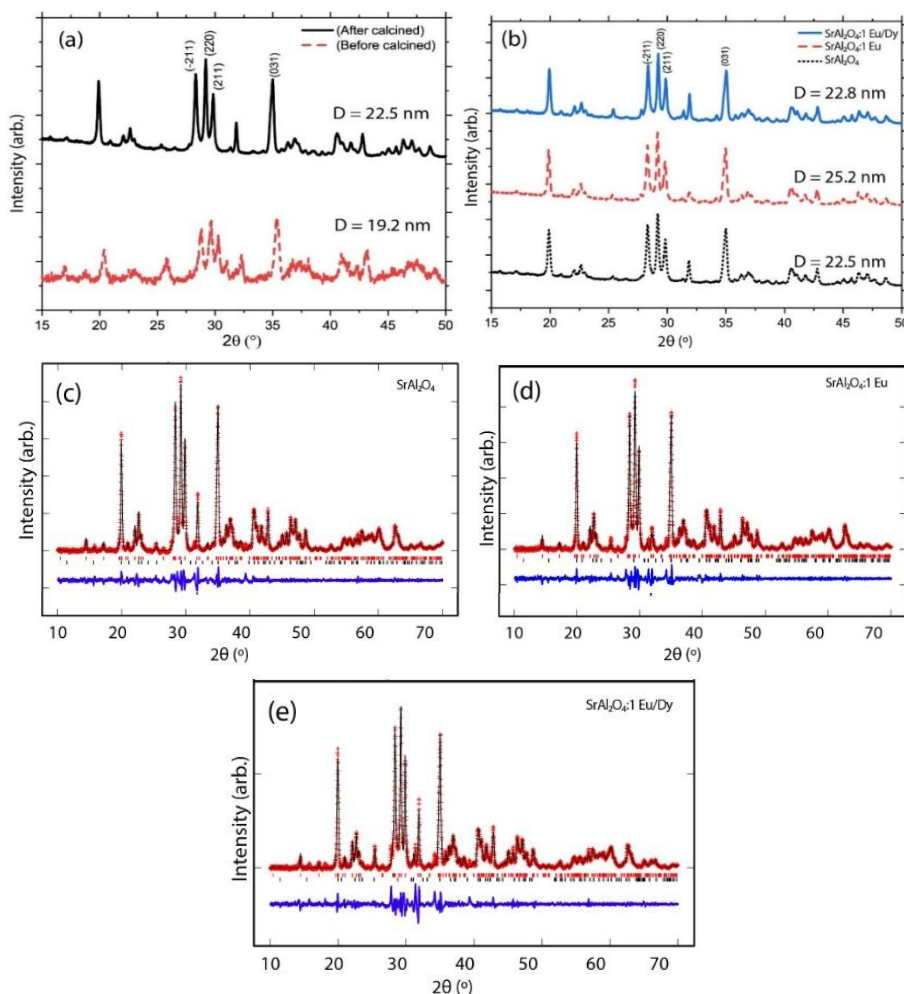 (a)
(After calcined)
(Before calcined)
(-211)
(220)
(211)
(031)
D = 22.5 nm
D = 19.2 nm
Intensity (arb.)
15 20 25 30 35 40 45 50
2θ (°)
(b)
SrAl₂O₄:1 Eu/Dy
SrAl₂O₄:1 Eu
SrAl₂O₄
(-211)
(220)
(211)
(031)
D = 22.8 nm
D = 25.2 nm
D = 22.5 nm
Intensity (arb.)
15 20 25 30 35 40 45 50
2θ (º)
(c)
SrAl₂O₄
Intensity (arb.)
10 20 30 40 50 60 70
2θ (º)
(d)
SrAl₂O₄:1 Eu
Intensity (arb.)
10 20 30 40 50 60 70
2θ (º)
(e)
SrAl₂O₄:1 Eu/Dy
Intensity (arb.)
10 20 30 40 50 60 70
2θ (º)